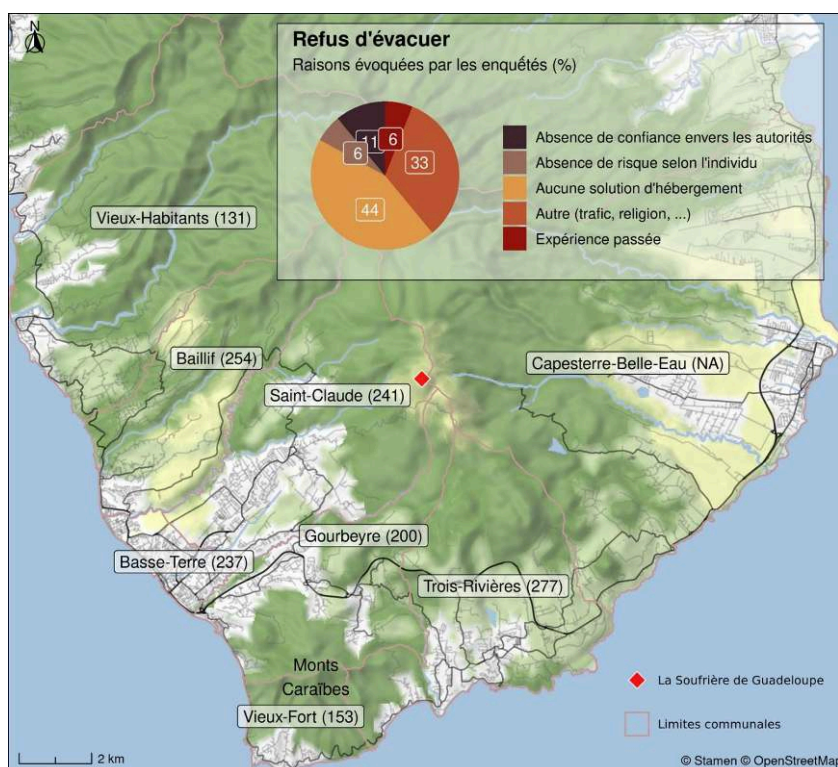 N
Refus d'évacuer
Raisons évoquées par les enquêtés (%)
11
6
6
33
44
Absence de confiance envers les autorités
Absence de risque selon l'individu
Aucune solution d'hébergement
Autre (trafic, religion, ...)
Expérience passée
Vieux-Habitants (131)
Baillif (254)
Capesterre-Belle-Eau (NA)
Saint-Claude (241)
Gourbeyre (200)
Basse-Terre (237)
Trois-Rivières (277)
Monts
Caraïbes
Vieux-Fort (153)
La Soufrière de Guadeloupe
Limites communales
2 km
© Stamen © OpenStreetMap